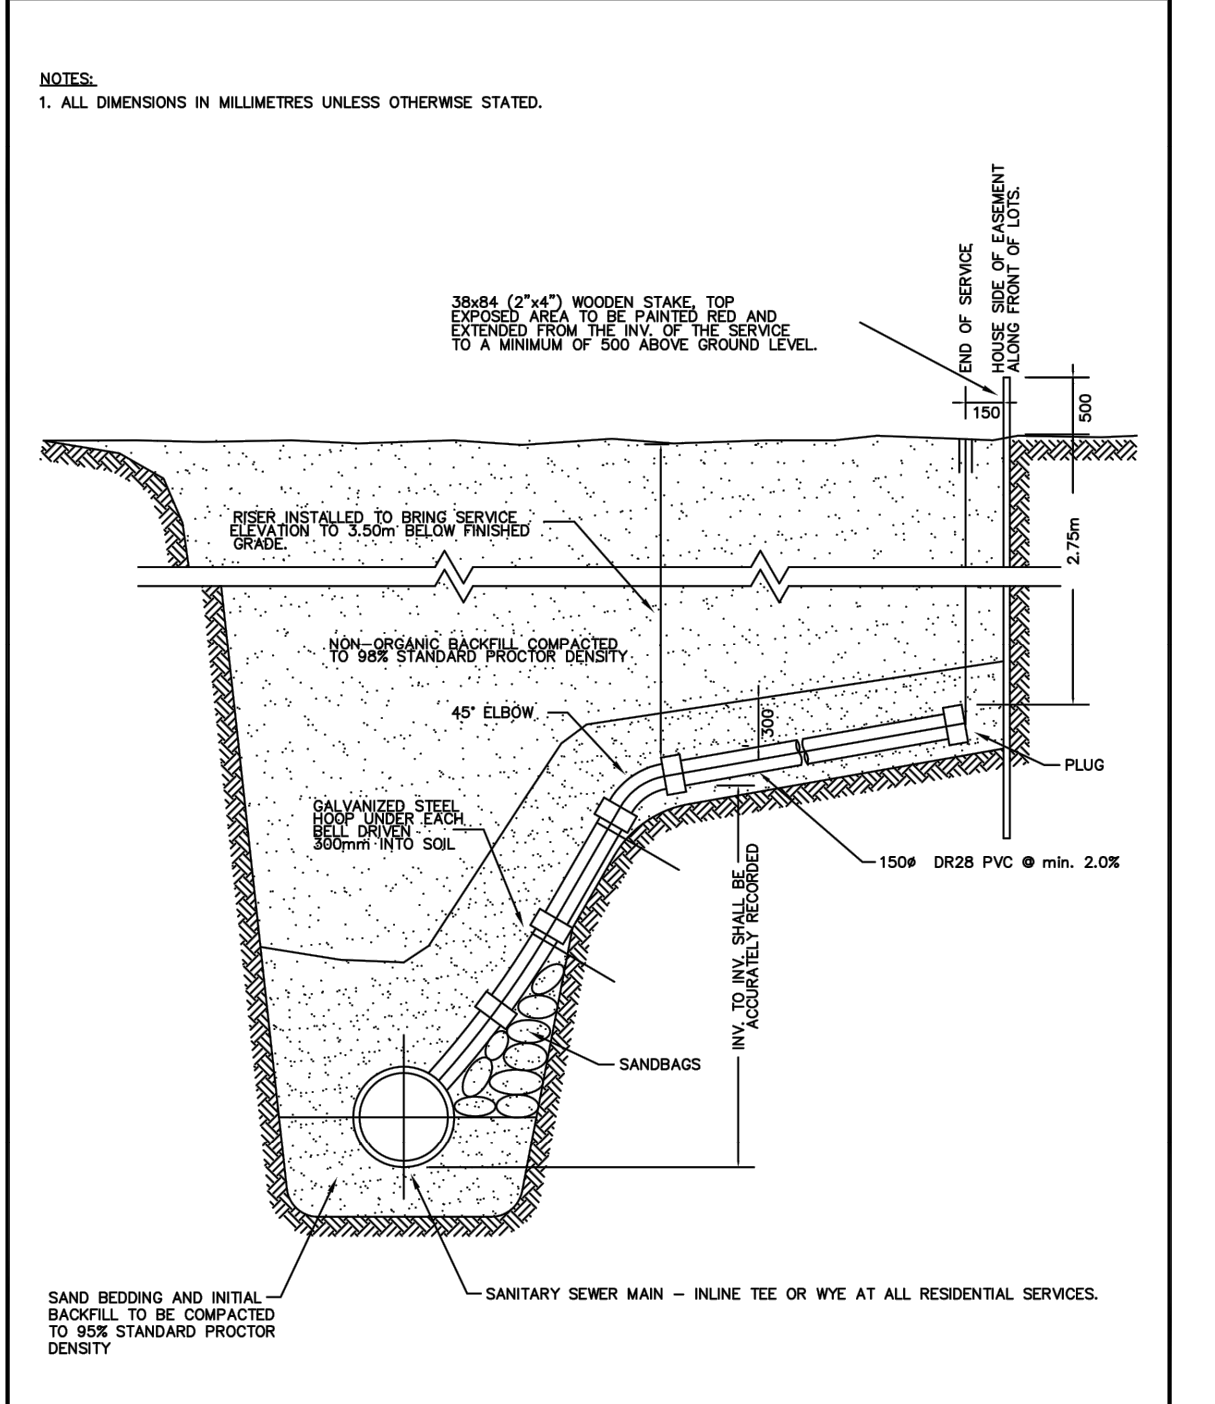 NOTES:
1. ALL DIMENSIONS IN MILLIMETRES UNLESS OTHERWISE STATED.
END OF SERVICE
HOUSE SIDE OF EASEMENT
ALONG FRONT OF LOTS.
38x84 (2"x4") WOODEN STAKE, TOP
EXPOSED AREA TO BE PAINTED RED AND
EXTENDED FROM THE INV. OF THE SERVICE
TO A MINIMUM OF 500 ABOVE GROUND LEVEL.
150
500
RISER INSTALLED TO BRING SERVICE
ELEVATION TO 3.50m BELOW FINISHED
GRADE.
2.75m
NON-ORGANIC BACKFILL COMPACTED
TO 98% STANDARD PROCTOR DENSITY
45° ELBOW
300
PLUG
GALVANIZED STEEL
HOOP UNDER EACH
BELL DRIVEN
300mm INTO SOIL
150ø DR28 PVC @ min. 2.0%
INV. TO INV. SHALL BE
ACCURATELY RECORDED
SANDBAGS
SAND BEDDING AND INITIAL
BACKFILL TO BE COMPACTED
TO 95% STANDARD PROCTOR
DENSITY
SANITARY SEWER MAIN - INLINE TEE OR WYE AT ALL RESIDENTIAL SERVICES.